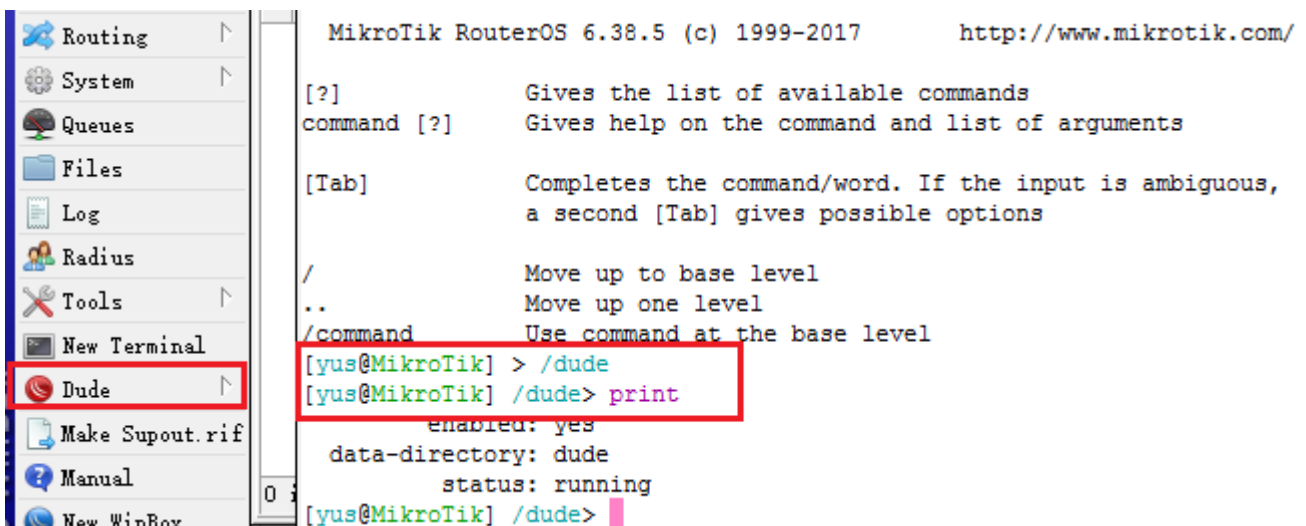 Routing
System
Queues
Files
Log
Radius
Tools
New Terminal
Dude
Make Supout.rif
Manual
New WinBox
0 i
MikroTik RouterOS 6.38.5 (c) 1999-2017       http://www.mikrotik.com/
[?]             Gives the list of available commands
command [?]     Gives help on the command and list of arguments
[Tab]           Completes the command/word. If the input is ambiguous,
a second [Tab] gives possible options
/               Move up to base level
..              Move up one level
/command        Use command at the base level
[yus@MikroTik] > /dude
[yus@MikroTik] /dude> print
enabled: yes
data-directory: dude
status: running
[yus@MikroTik] /dude>